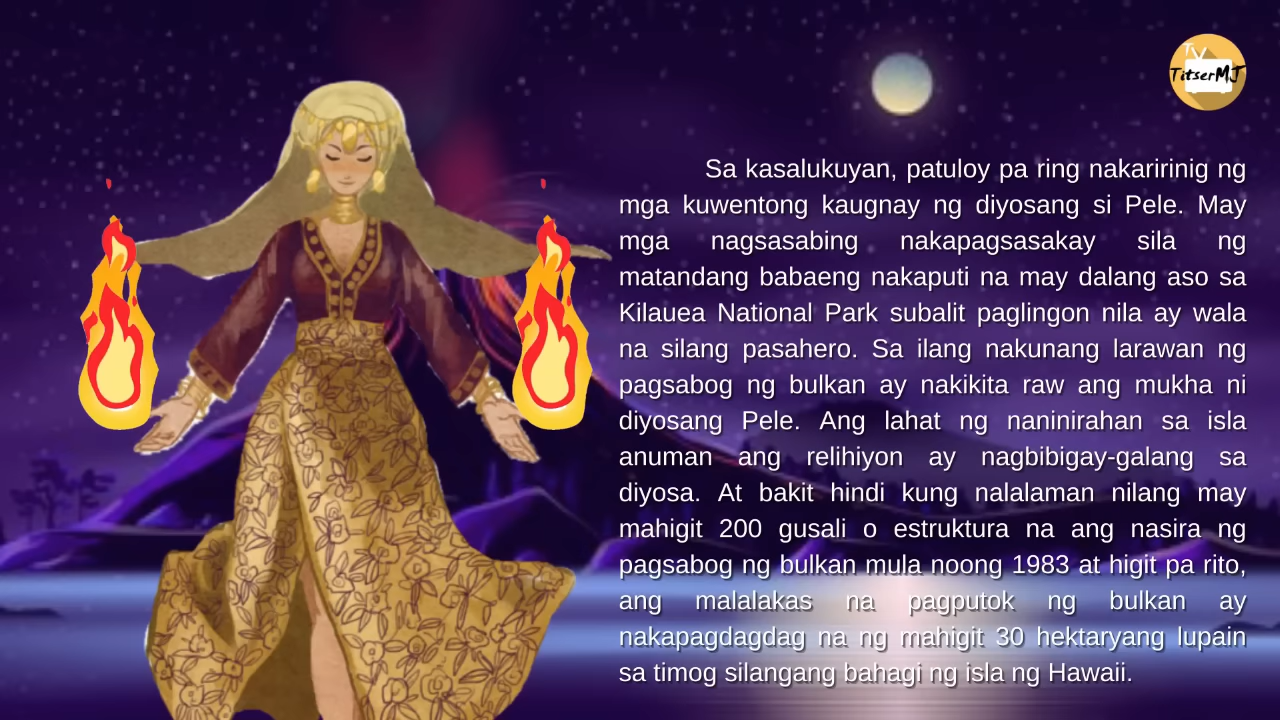 TV
TitserMJ
Sa kasalukuyan, patuloy pa ring nakaririnig ng
mga kuwentong kaugnay ng diyosang si Pele. May
mga nagsasabing nakapagsasakay sila ng
matandang babaeng nakaputi na may dalang aso sa
Kilauea National Park subalit paglingon nila ay wala
na silang pasahero. Sa ilang nakunang larawan ng
pagsabog ng bulkan ay nakikita raw ang mukha ni
diyosang Pele. Ang lahat ng naninirahan sa isla
anuman ang relihiyon ay nagbibigay-galang sa
diyosa. At bakit hindi kung nalalaman nilang may
mahigit 200 gusali o estruktura na ang nasira ng
pagsabog ng bulkan mula noong 1983 at higit pa rito,
ang malalakas na pagputok ng bulkan ay
nakapagdagdag na ng mahigit 30 hektaryang lupain
sa timog silangang bahagi ng isla ng Hawaii.